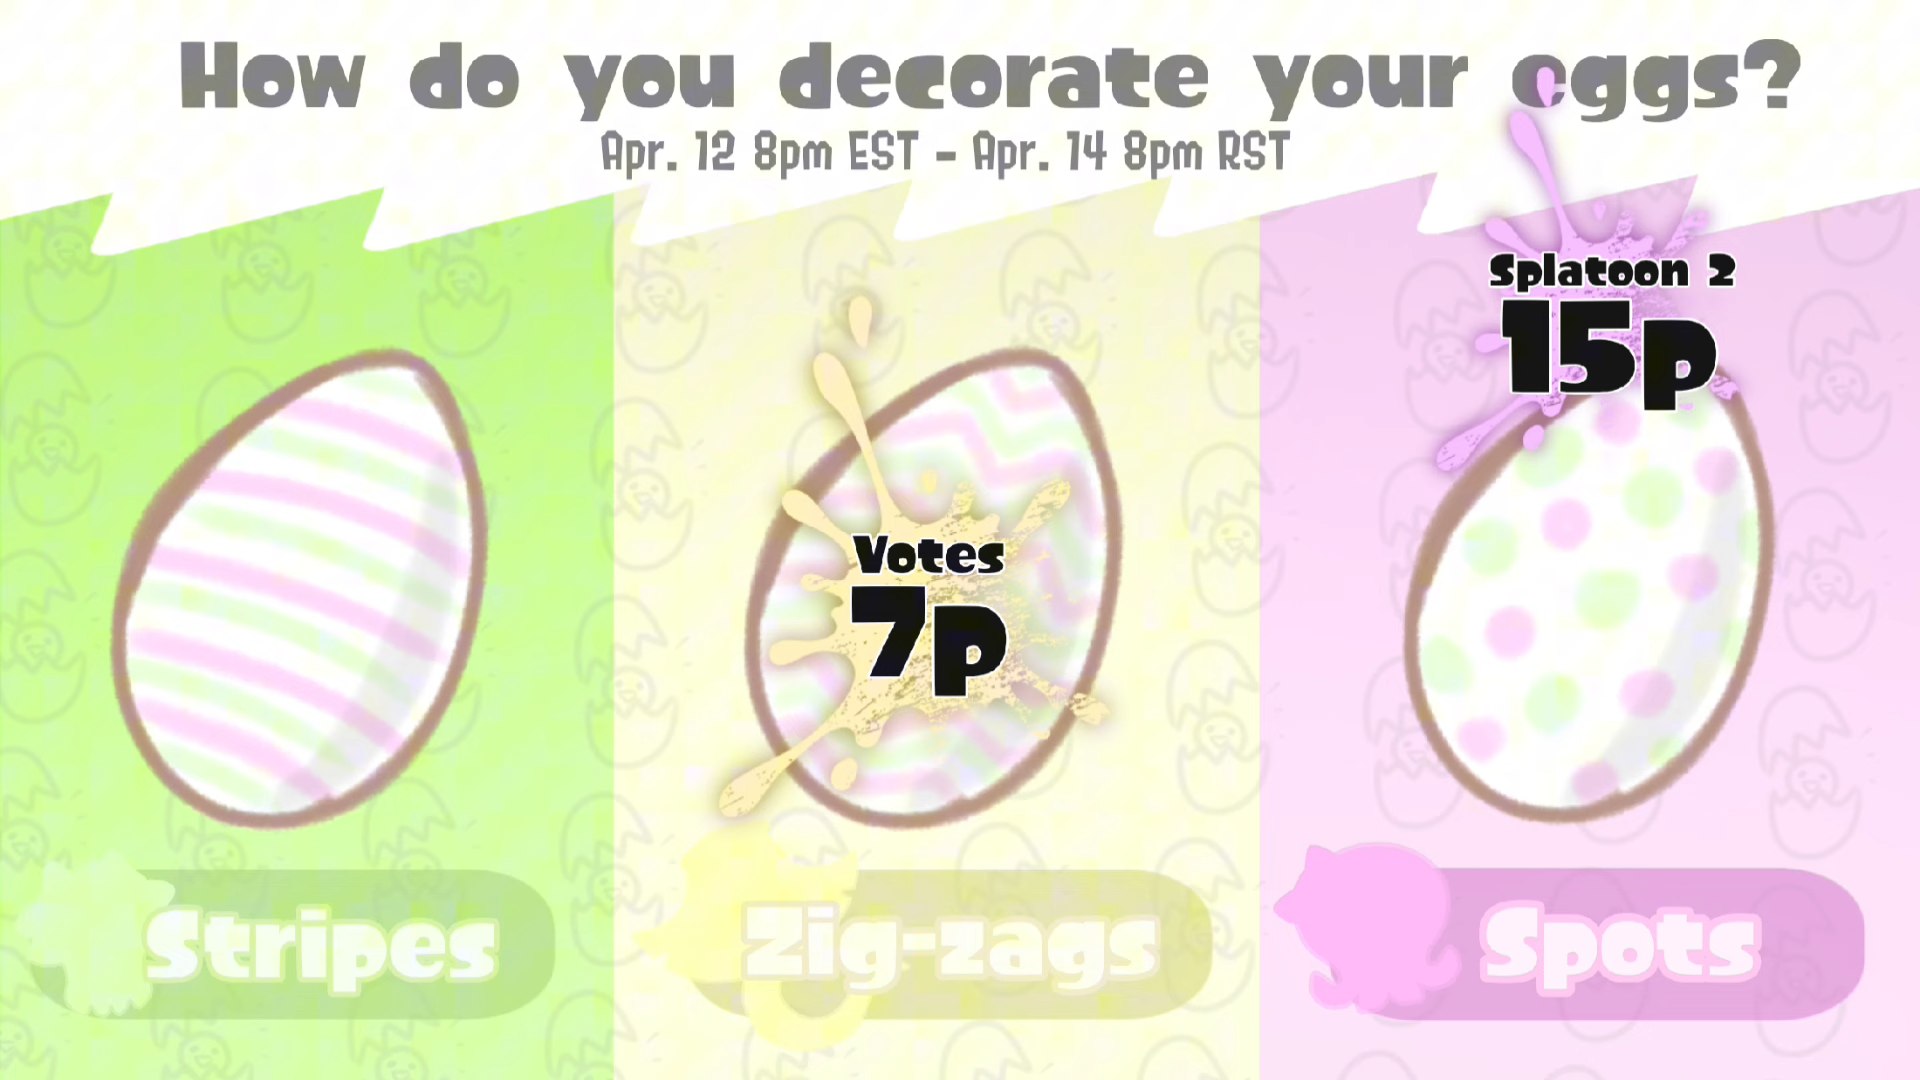 How do you decorate your eggs?
Apr. 12 8pm EST - Apr. 14 8pm RST
Splatoon 2
15p
Votes
7p
Stripes
Zig-zags
Spots